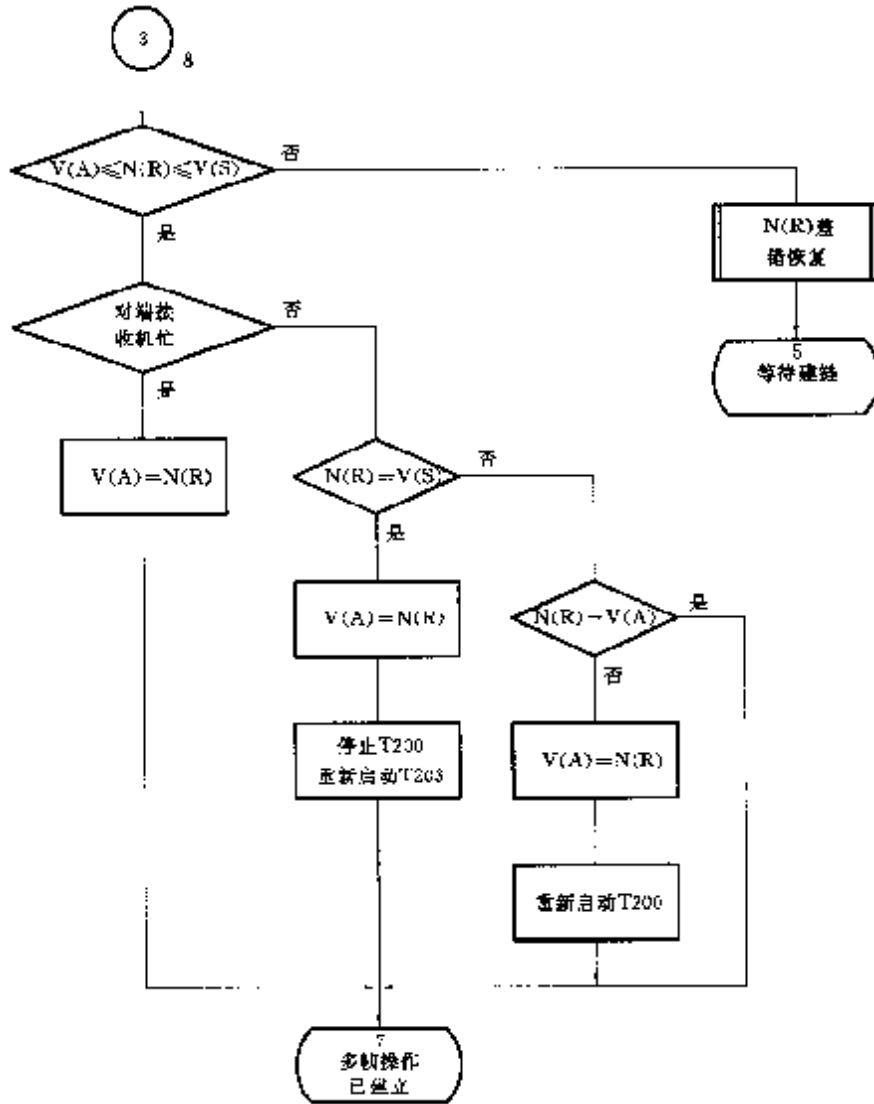 3
8
V(A)≤N(R)≤V(S)
否
是
N(R)差
错恢复
对端接
收机忙
否
是
5
等待建链
V(A)=N(R)
N(R)=V(S)
否
是
V(A)=N(R)
N(R)=V(A)
是
否
停止T200
重新启动T203
V(A)=N(R)
重新启动T200
7
多帧操作
已建立